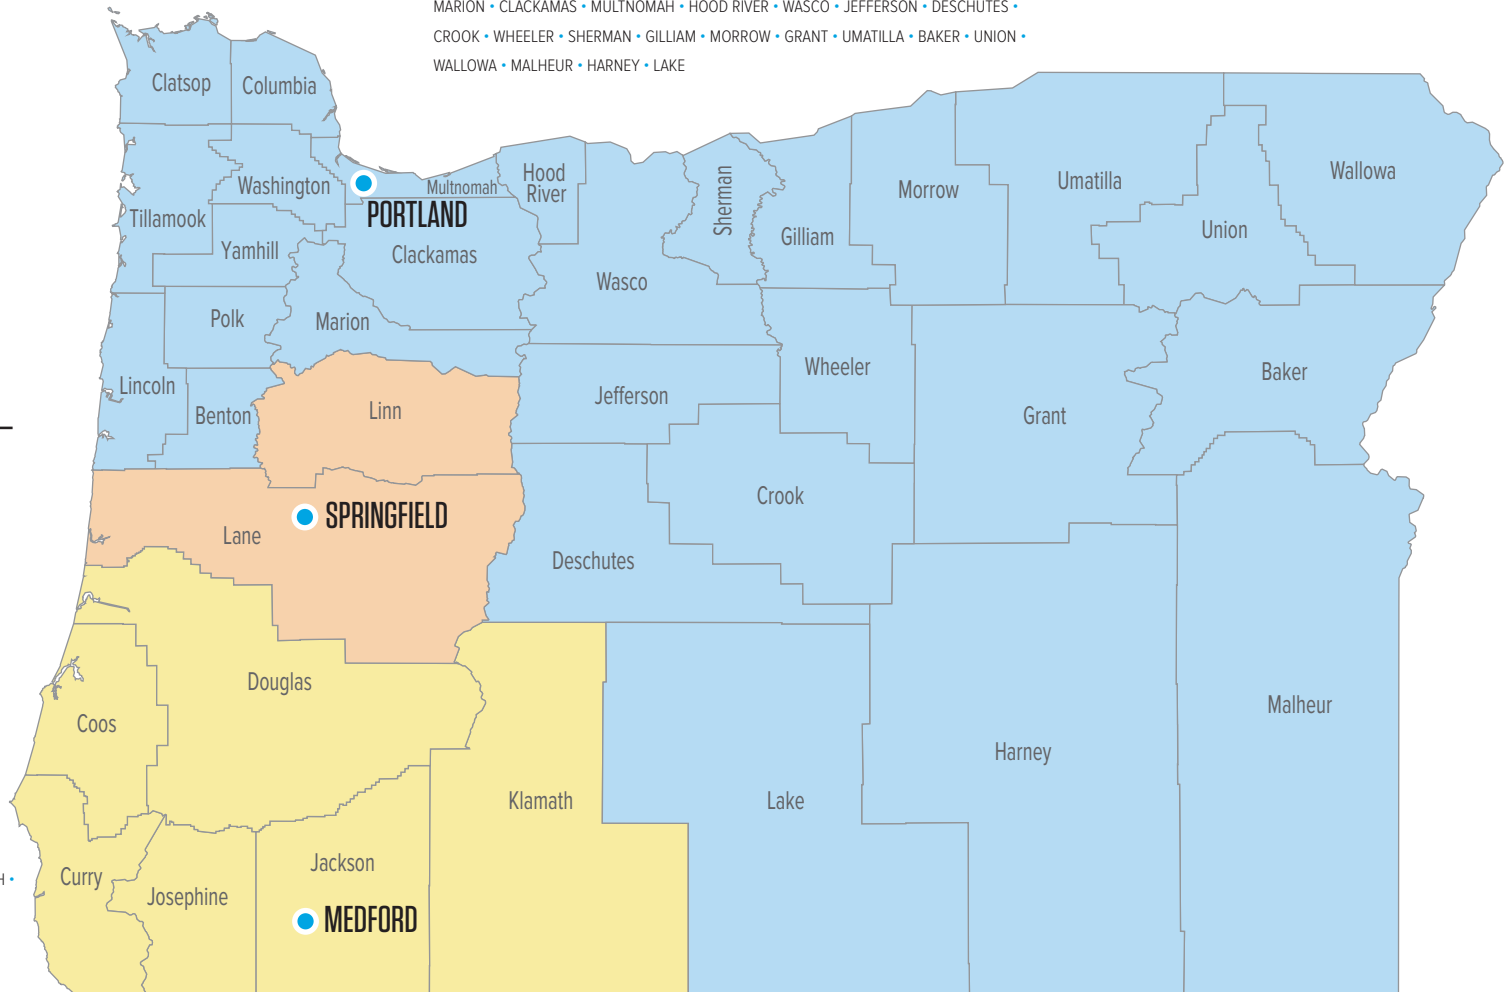 MARION • CLACKAMAS • MULTNOMAH • HOOD RIVER • WASCO • JEFFERSON • DESCHUTES •
CROOK • WHEELER • SHERMAN • GILLIAM • MORROW • GRANT • UMATILLA • BAKER • UNION •
WALLOWA • MALHEUR • HARNEY • LAKE
Clatsop
Columbia
Hood
River
Wallowa
Umatilla
Washington
Multnomah
Sherman
Morrow
PORTLAND
Tillamook
Union
Gilliam
Yamhill
Clackamas
Wasco
Polk
Marion
Wheeler
Baker
Lincoln
Jefferson
Linn
Benton
Grant
Crook
SPRINGFIELD
Lane
Deschutes
Douglas
Malheur
Coos
Harney
Klamath
Lake
Jackson
Curry
H •
Josephine
MEDFORD